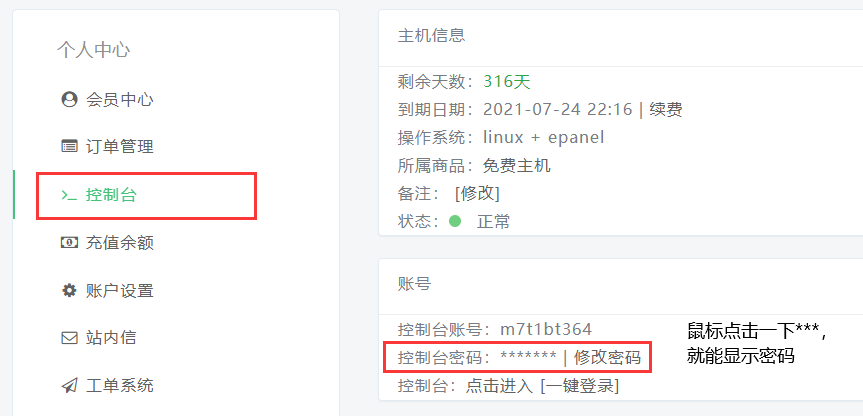 个人中心
会员中心
订单管理
控制台
充值余额
账户设置
站内信
工单系统
主机信息
剩余天数：316天
到期日期：2021-07-24 22:16 | 续费
操作系统：linux + epanel
所属商品：免费主机
备注： [修改]
状态： 正常
账号
控制台账号：m7t1bt364
控制台密码：******* | 修改密码
控制台：点击进入 [一键登录]
鼠标点击一下***，
就能显示密码